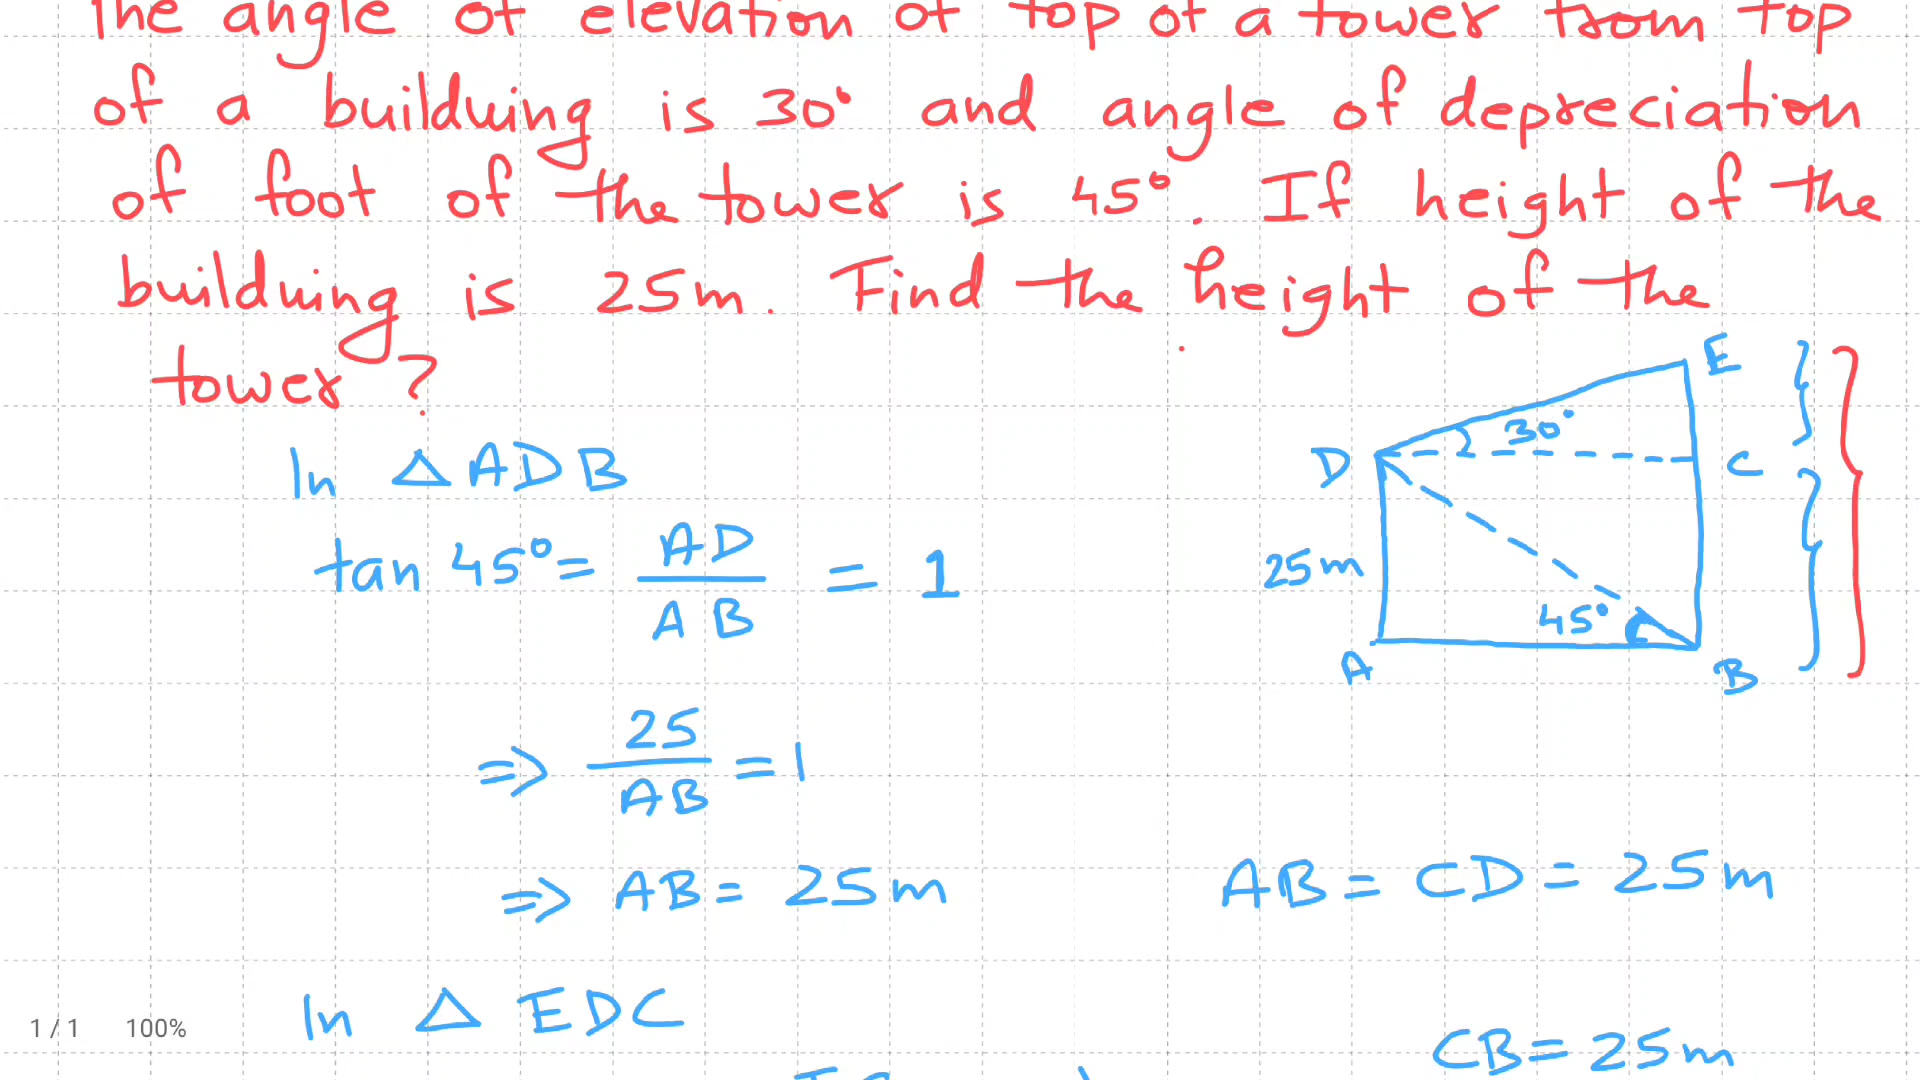 The angle of elevation of top of a tower from top
of a builduing is 30° and angle of depreciation
of foot of the tower is 45°. If height of the
builduing is 25m. Find the height of the
tower?
E
30°
D
C
25m
45°
A
B
In △ADB
tan 45° = AD/AB = 1
⇒ 25/AB = 1
⇒ AB = 25m
AB = CD = 25m
In △ EDC
CB = 25m
1 / 1 100%